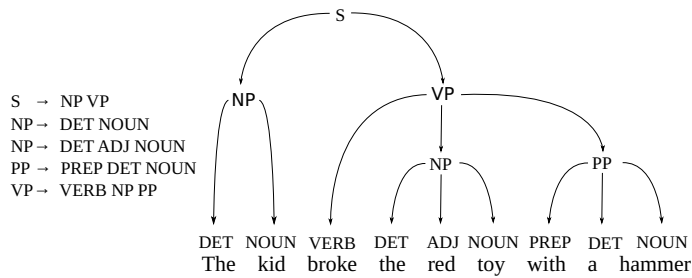 S
NP VP
S → NP VP
NP → DET NOUN
NP → DET ADJ NOUN
PP → PREP DET NOUN
VP → VERB NP PP
NP PP
DET NOUN VERB DET ADJ NOUN PREP DET NOUN
The kid broke the red toy with a hammer